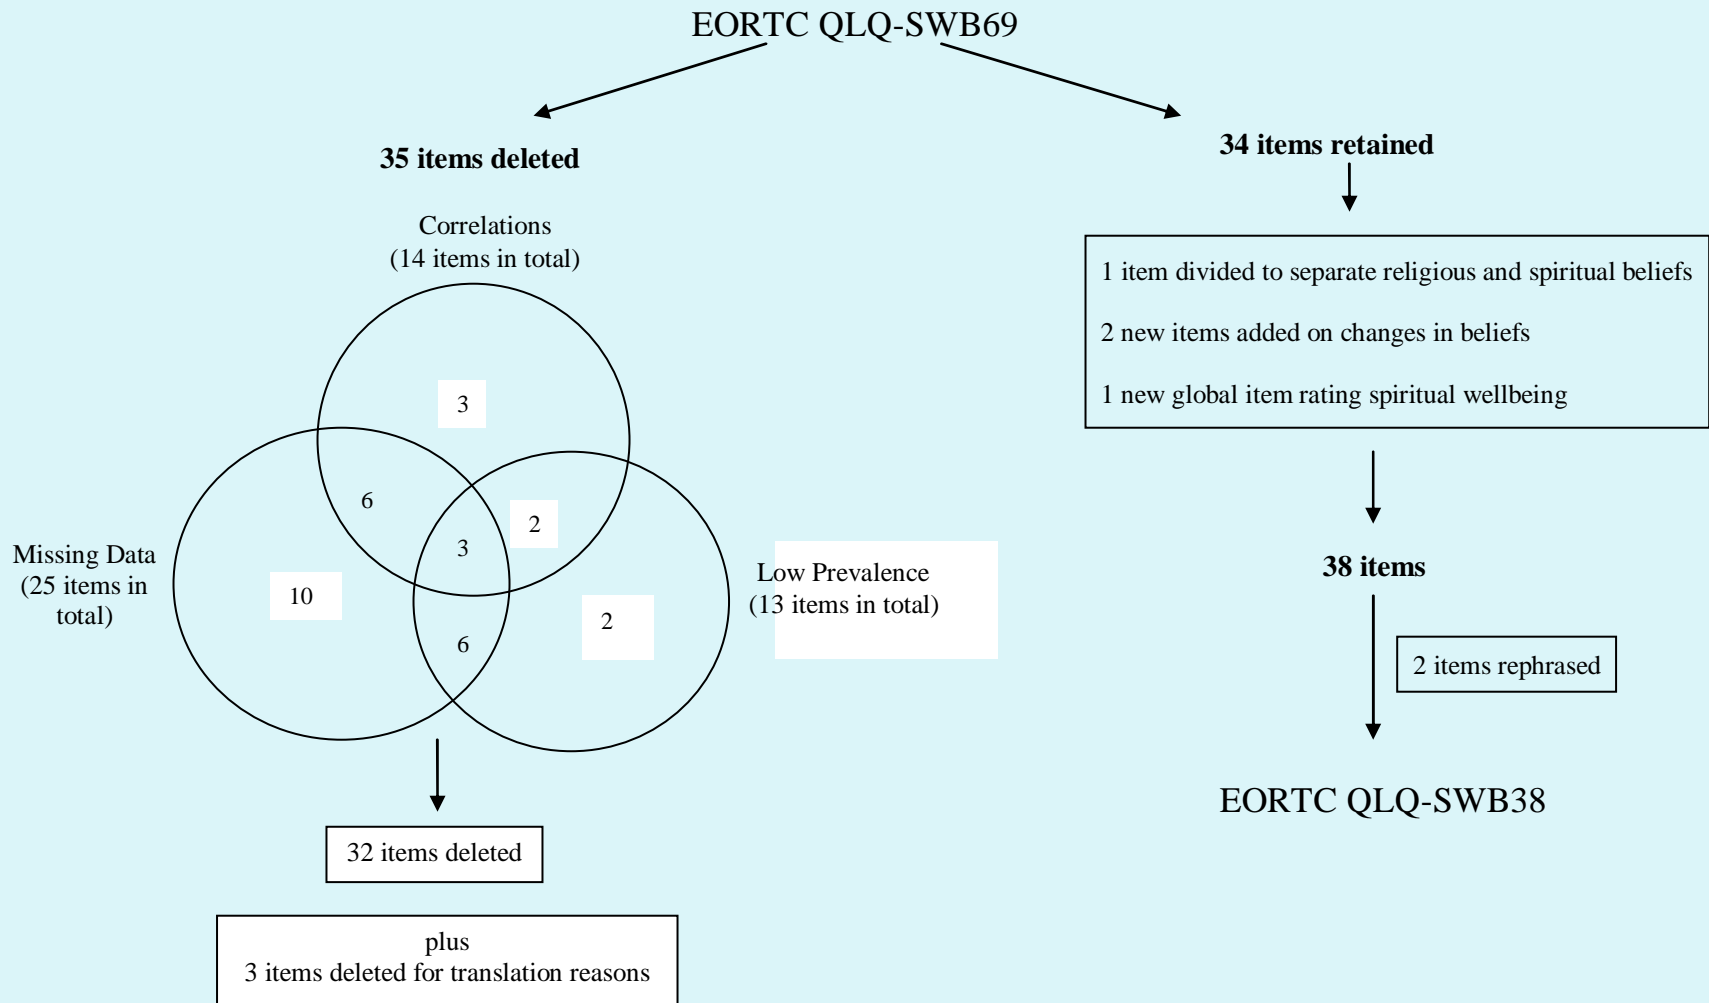 EORTC QLQ-SWB69
35 items deleted
Correlations
(14 items in total)
3
6
2
3
Missing Data
(25 items in
total)
10
Low Prevalence
(13 items in total)
2
6
32 items deleted
plus
3 items deleted for translation reasons
34 items retained
1 item divided to separate religious and spiritual beliefs
2 new items added on changes in beliefs
1 new global item rating spiritual wellbeing
38 items
2 items rephrased
EORTC QLQ-SWB38